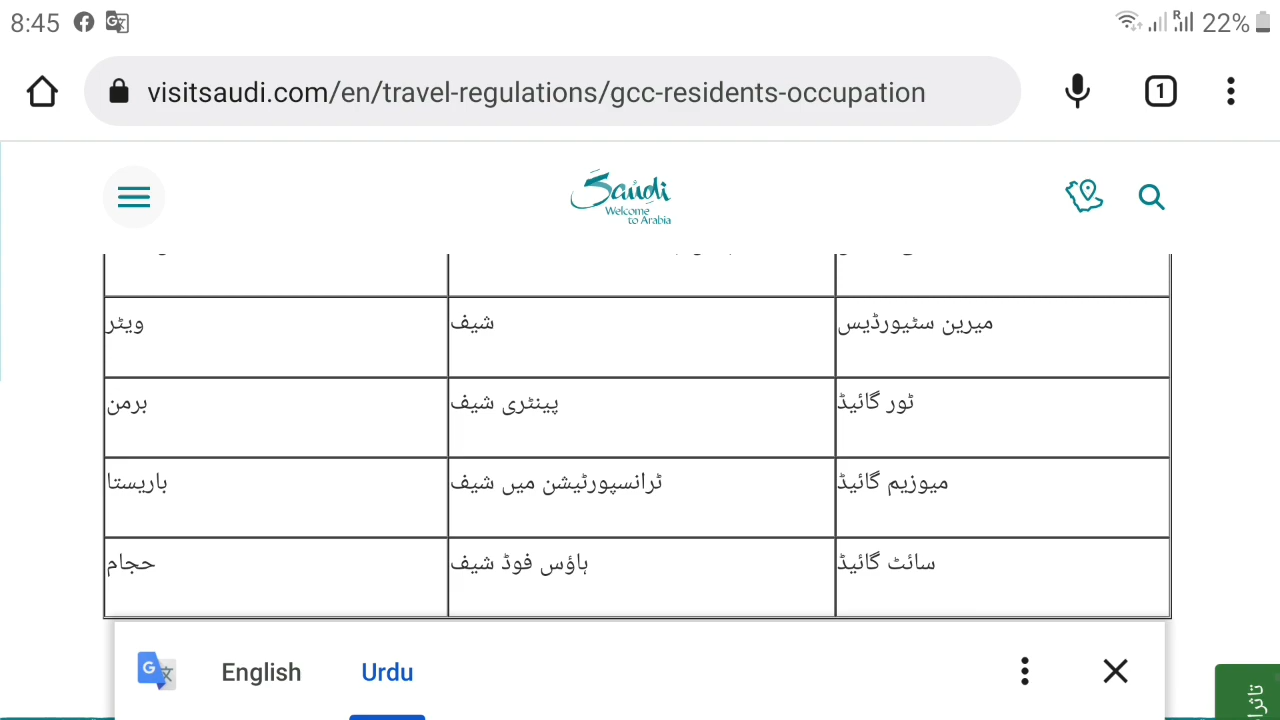 8:45
22%
visitsaudi.com/en/travel-regulations/gcc-residents-occupation
1
Saudi
Welcome
to Arabia
ویٹر
شیف
میرین سٹیورڈیس
برمن
پینٹری شیف
ٹور گائیڈ
باریستا
ٹرانسپورٹیشن میں شیف
میوزیم گائیڈ
حجام
ہاؤس فوڈ شیف
سائٹ گائیڈ
English
Urdu